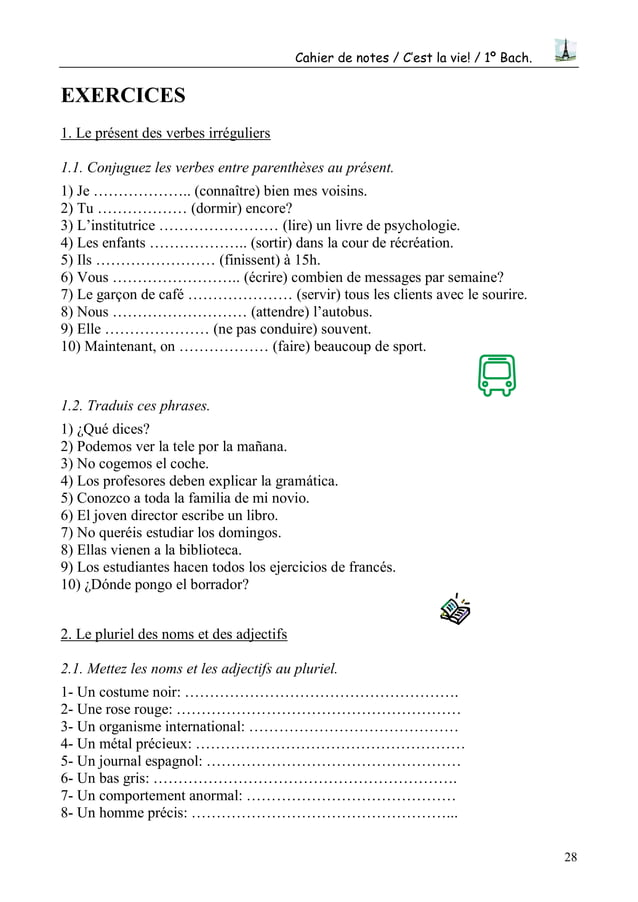 Cahier de notes / C'est la vie! / 1º Bach.
EXERCICES
1. Le présent des verbes irréguliers
1.1. Conjuguez les verbes entre parenthèses au présent.
1) Je ……………….. (connaître) bien mes voisins.
2) Tu ……………… (dormir) encore?
3) L'institutrice …………………… (lire) un livre de psychologie.
4) Les enfants ……………….. (sortir) dans la cour de récréation.
5) Ils …………………… (finissent) à 15h.
6) Vous …………………….. (écrire) combien de messages par semaine?
7) Le garçon de café ………………… (servir) tous les clients avec le sourire.
8) Nous ……………………… (attendre) l'autobus.
9) Elle ………………… (ne pas conduire) souvent.
10) Maintenant, on ……………… (faire) beaucoup de sport.
1.2. Traduis ces phrases.
1) ¿Qué dices?
2) Podemos ver la tele por la mañana.
3) No cogemos el coche.
4) Los profesores deben explicar la gramática.
5) Conozco a toda la familia de mi novio.
6) El joven director escribe un libro.
7) No queréis estudiar los domingos.
8) Ellas vienen a la biblioteca.
9) Los estudiantes hacen todos los ejercicios de francés.
10) ¿Dónde pongo el borrador?
2. Le pluriel des noms et des adjectifs
2.1. Mettez les noms et les adjectifs au pluriel.
1- Un costume noir: ……………………………………………….
2- Une rose rouge: …………………………………………………
3- Un organisme international: ……………………………………
4- Un métal précieux: ………………………………………………
5- Un journal espagnol: ……………………………………………
6- Un bas gris: …………………………………………………….
7- Un comportement anormal: ……………………………………
8- Un homme précis: ……………………………………………...
28